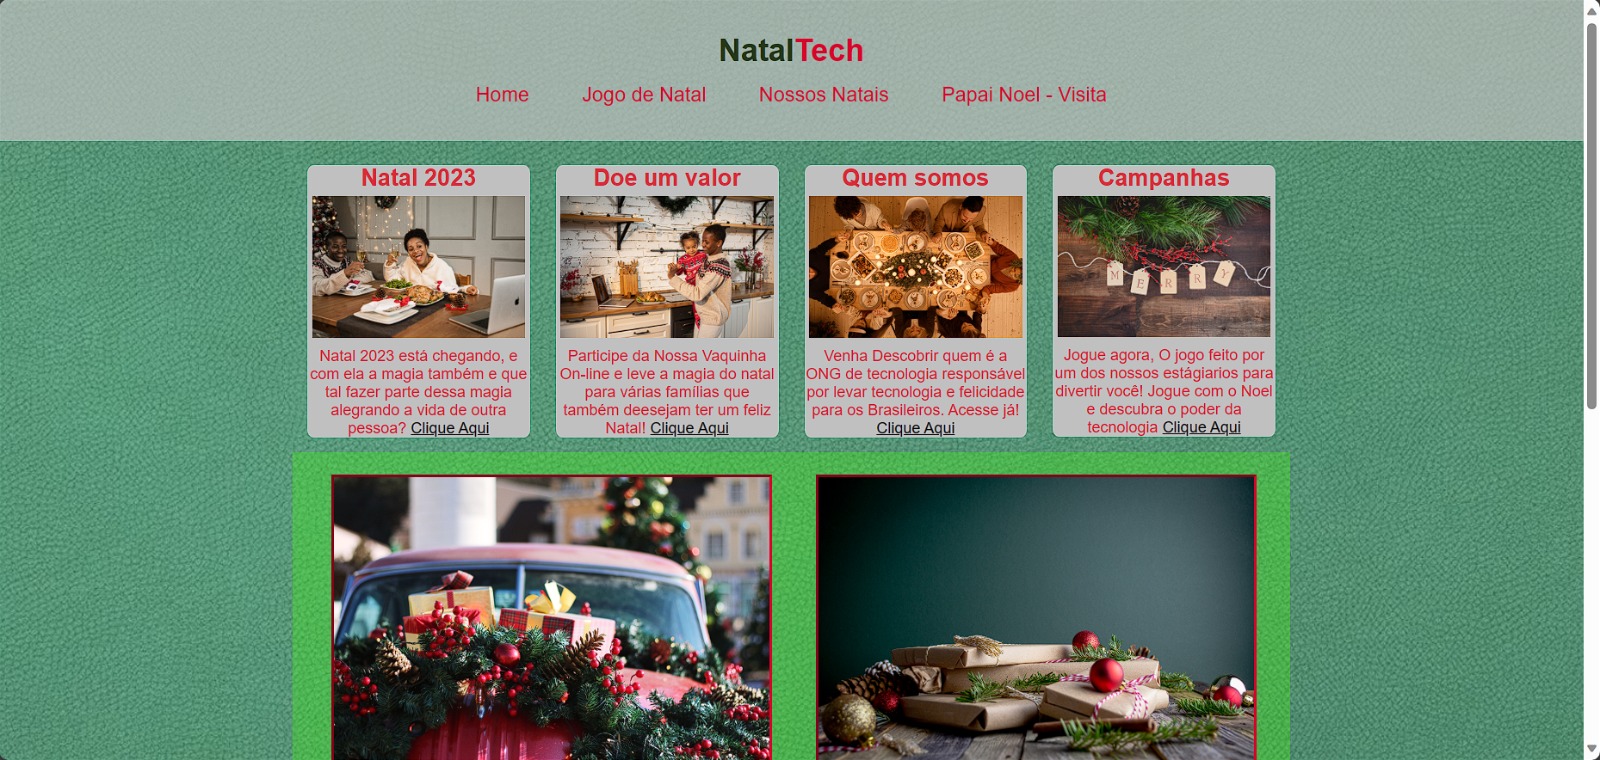 NatalTech
Home Jogo de Natal Nossos Natais Papai Noel - Visita
Natal 2023
Natal 2023 está chegando, e
com ela a magia também e que
tal fazer parte dessa magia
alegrando a vida de outra
pessoa? Clique Aqui
Doe um valor
Participe da Nossa Vaquinha
On-line e leve a magia do natal
para várias famílias que
também deesejam ter um feliz
Natal! Clique Aqui
Quem somos
Venha Descobrir quem é a
ONG de tecnologia responsável
por levar tecnologia e felicidade
para os Brasileiros. Acesse já!
Clique Aqui
Campanhas
MERRY
Jogue agora, O jogo feito por
um dos nossos estágiarios para
divertir você! Jogue com o Noel
e descubra o poder da
tecnologia Clique Aqui